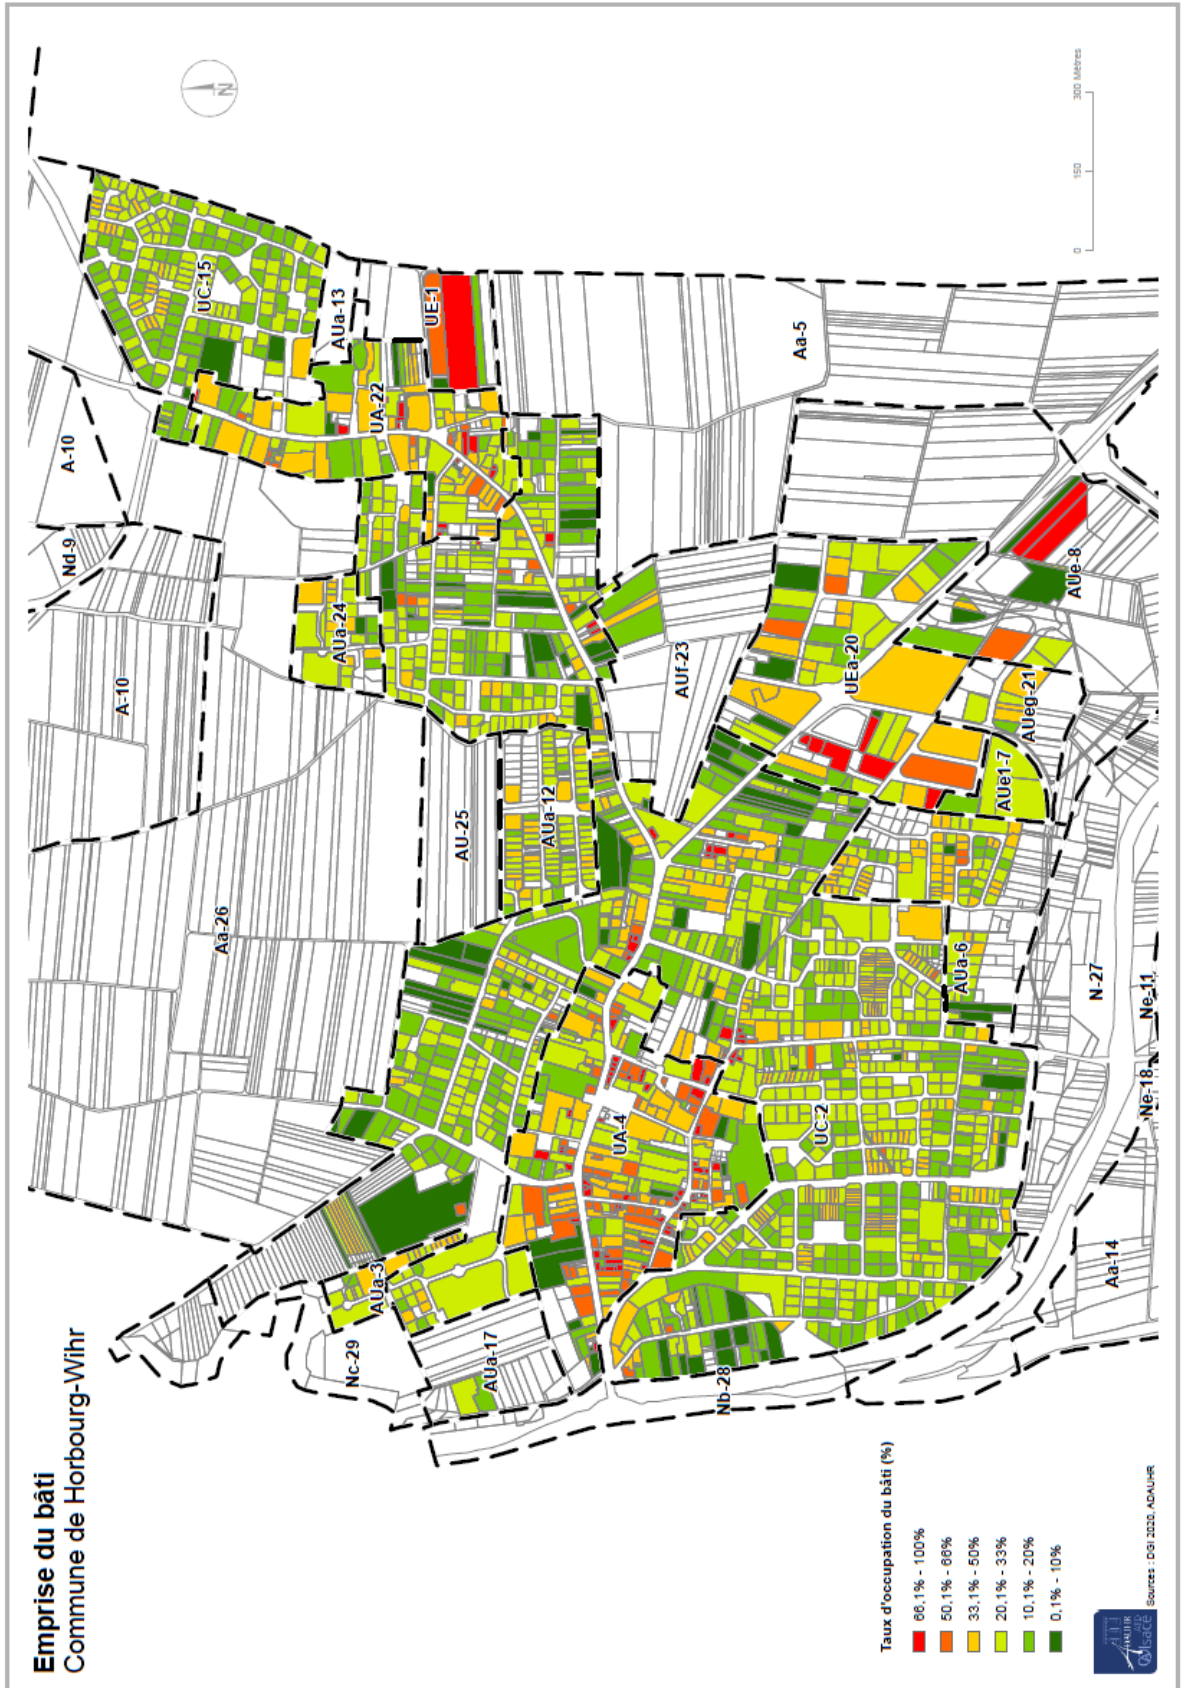 Emprise du bâti
Commune de Horbourg-Wihr
N
0 150 300 Mètres
UC-15
AUa-13
UE-1
Aa-5
UA-22
A-10
Nd-9
A-10
AUa-24
AUf-23
UEa-20
AUe-8
AUeg-21
AUe1-7
AU-25
AUa-12
Aa-26
AUa-6
N-27
Ne-11
Ne-18
UA-4
UC-2
AUa-3
Nc-29
AUa-17
Nb-28
Aa-14
Taux d'occupation du bâti (%)
66,1% - 100%
50,1% - 66%
33,1% - 50%
20,1% - 33%
10,1% - 20%
0,1% - 10%
ADAUHR
ATD
Alsace
Sources : DGI 2020, ADAUHR